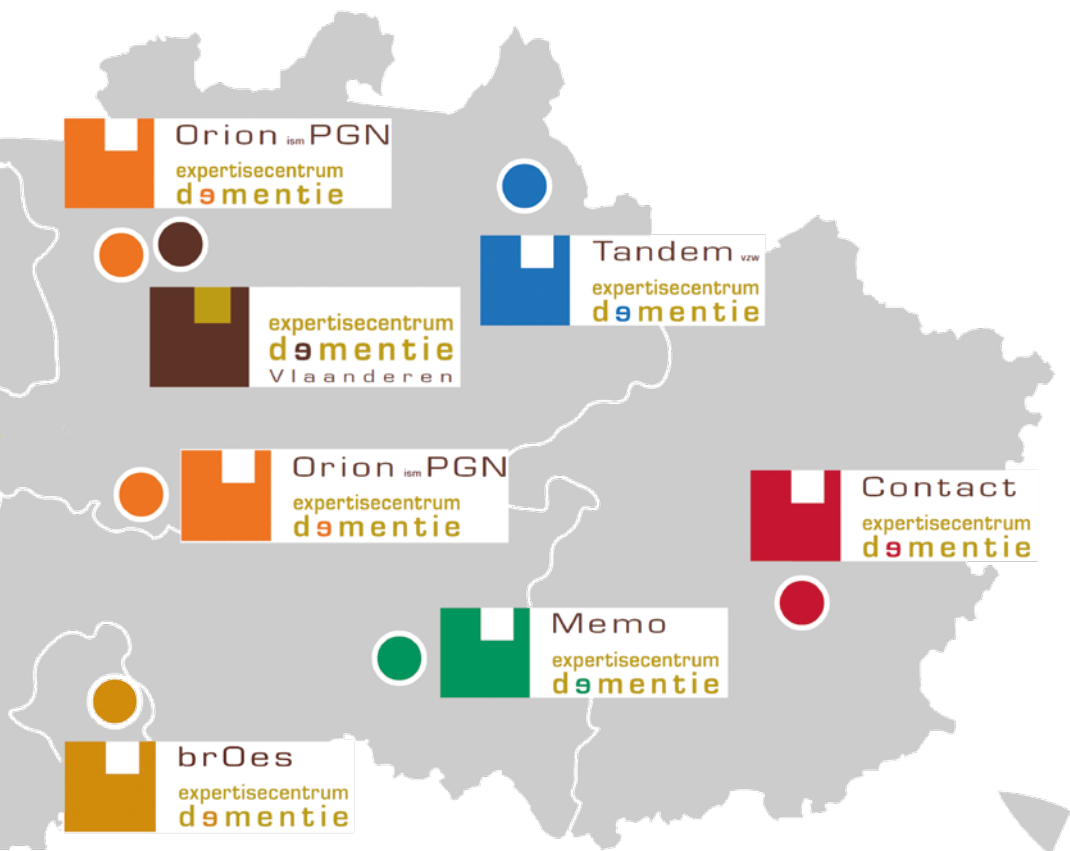 Orion ism PGN
expertisecentrum
dementie
Tandem vzw
expertisecentrum
dementie
expertisecentrum
dementie
Vlaanderen
Orion ism PGN
expertisecentrum
dementie
Contact
expertisecentrum
dementie
Memo
expertisecentrum
dementie
brOes
expertisecentrum
dementie